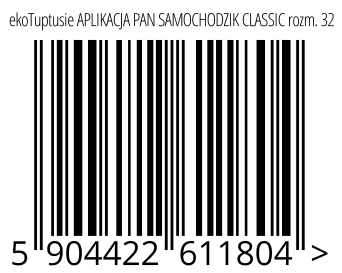 ekoTuptusie APLIKACJA PAN SAMOCHODZIK CLASSIC rozm. 32
5 904422 611804 >